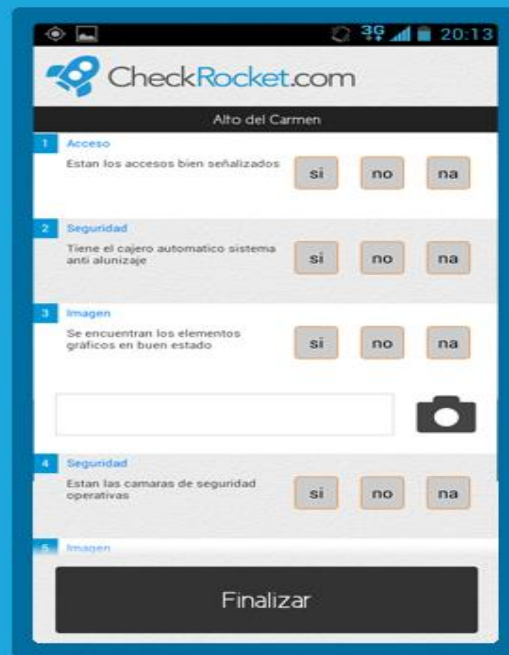 3G 20:13
CheckRocket.com
Alto del Carmen
1 Acceso
Estan los accesos bien señalizados
si no na
2 Seguridad
Tiene el cajero automatico sistema
anti alunizaje
si no na
3 Imagen
Se encuentran los elementos
gráficos en buen estado
si no na
4 Seguridad
Estan las camaras de seguridad
operativas
si no na
5 Imagen
Finalizar